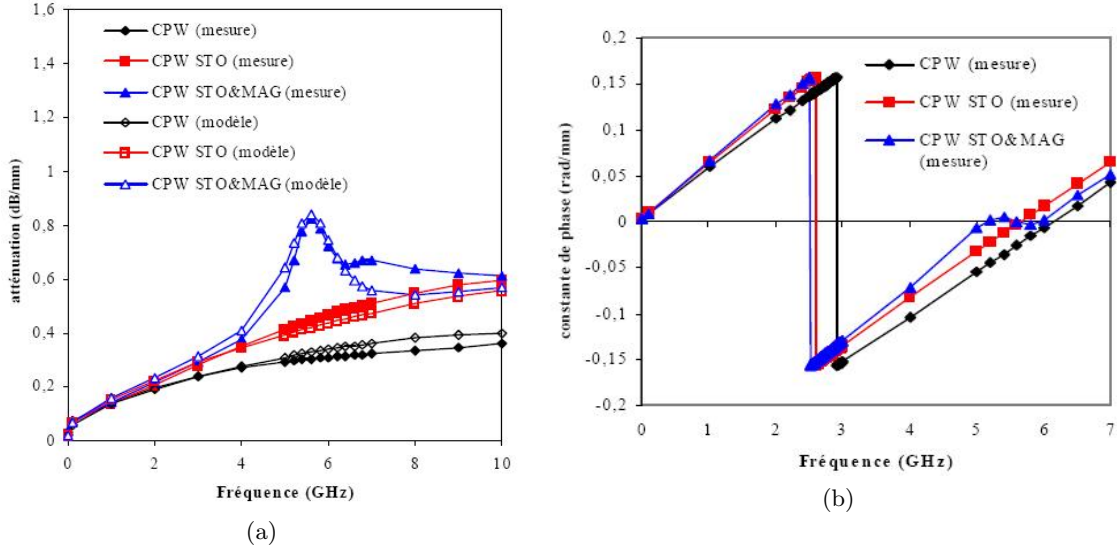 1,6
1,4
1,2
1
0,8
0,6
0,4
0,2
0
atténuation (dB/mm)
CPW (mesure)
CPW STO (mesure)
CPW STO&MAG (mesure)
CPW (modèle)
CPW STO (modèle)
CPW STO&MAG (modèle)
0 2 4 6 8 10
Fréquence (GHz)
(a)
0,2
0,15
0,1
0,05
0
-0,05
-0,1
-0,15
-0,2
constante de phase (rad/mm)
CPW (mesure)
CPW STO (mesure)
CPW STO&MAG
(mesure)
0 1 2 3 4 5 6 7
Fréquence (GHz)
(b)